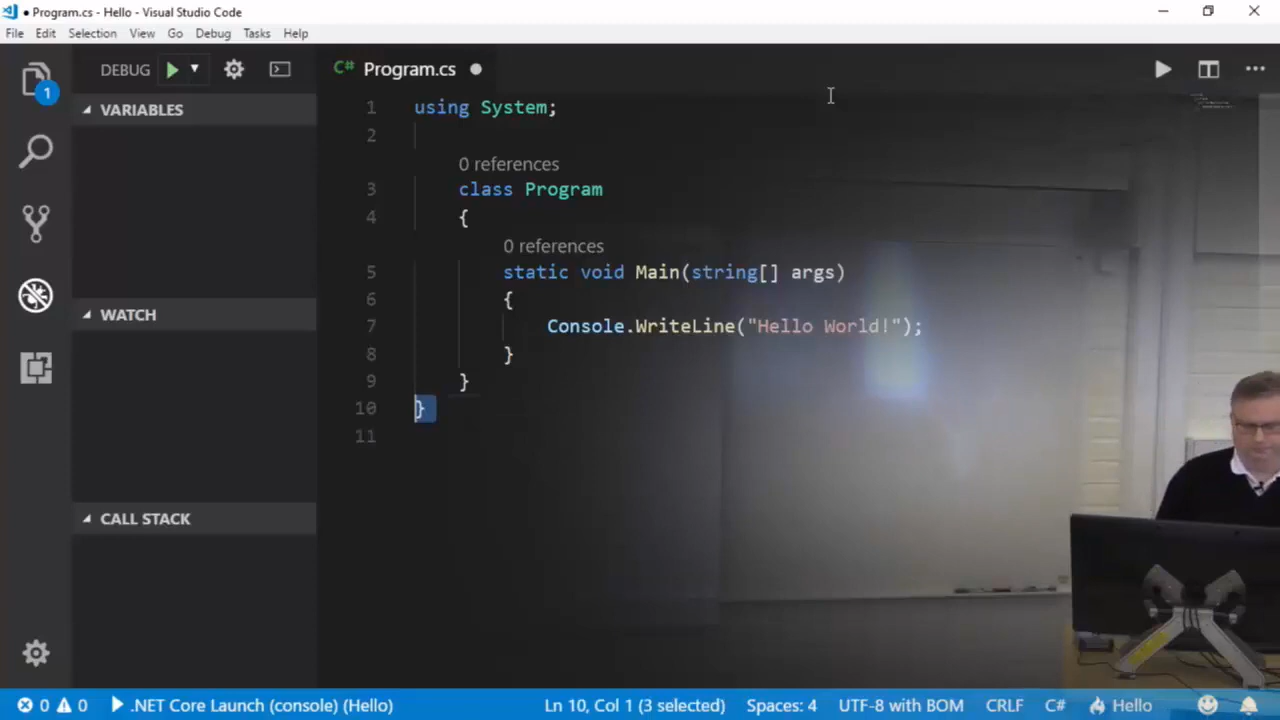 ● Program.cs - Hello - Visual Studio Code
File Edit Selection View Go Debug Tasks Help
DEBUG
C# Program.cs ●
1
VARIABLES
WATCH
CALL STACK
1 using System;
2
0 references
3 class Program
4 {
0 references
5 static void Main(string[] args)
6 {
7 Console.WriteLine("Hello World!");
8 }
9 }
10 }
11
0 0 .NET Core Launch (console) (Hello) Ln 10, Col 1 (3 selected) Spaces: 4 UTF-8 with BOM CRLF C# Hello